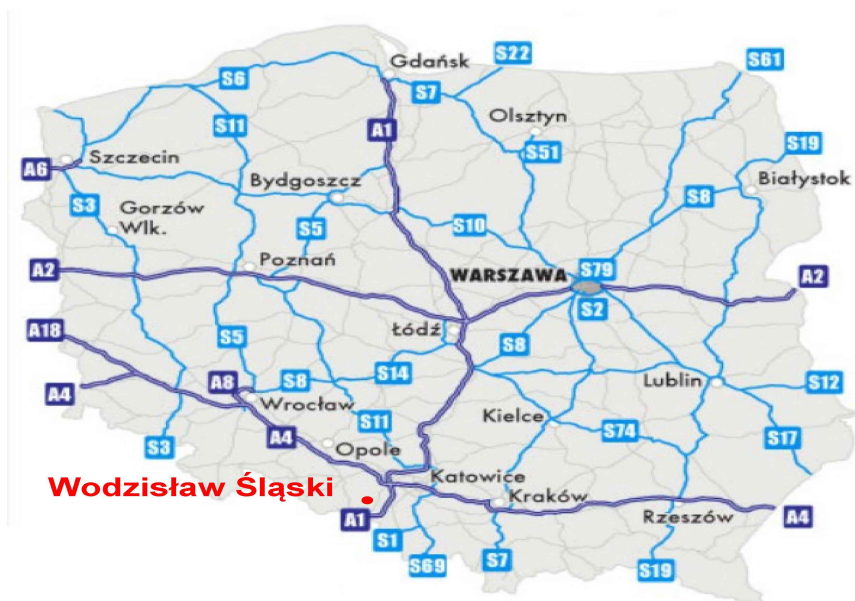 S22
S61
Gdańsk
S6
S7
S11
A1
Olsztyn
S19
S51
Szczecin
A6
Bydgoszcz
Białystok
S3
S8
Gorzów
Wlk.
S5
S10
Poznań
A2
WARSZAWA
S79
A2
S2
A18
Łódź
S5
S8
A8
S8
S14
Lublin
S12
A4
Wrocław
S11
Kielce
S74
S17
A4
S3
Opole
Katowice
Wodzisław Śląski
Kraków
A1
Rzeszów
A4
S1
S69
S7
S19